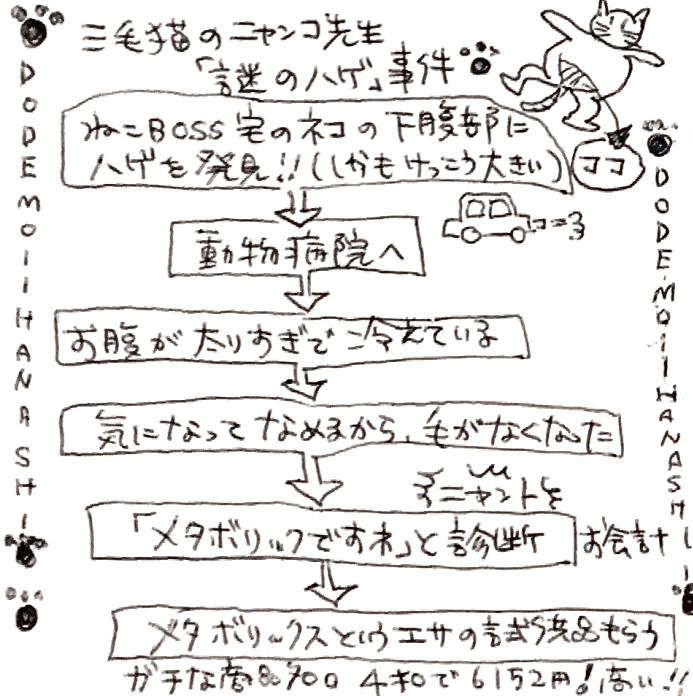 三毛猫のニャンコ先生
「謎のハゲ」事件
ねこBOSS宅のネコの下腹部に
ハゲを発見!!(しかもけっこう大きい)
ココ
動物病院へ
お腹が太りすぎで冷えている
気になってなめるから、毛がなくなった
「メタボリックですネ」と診断
お会計
メタボリックスというエサの試供品もらう
4キロで6152円!高い!!
DODEMOIIHANASHI
DODEMOIIHANASHI